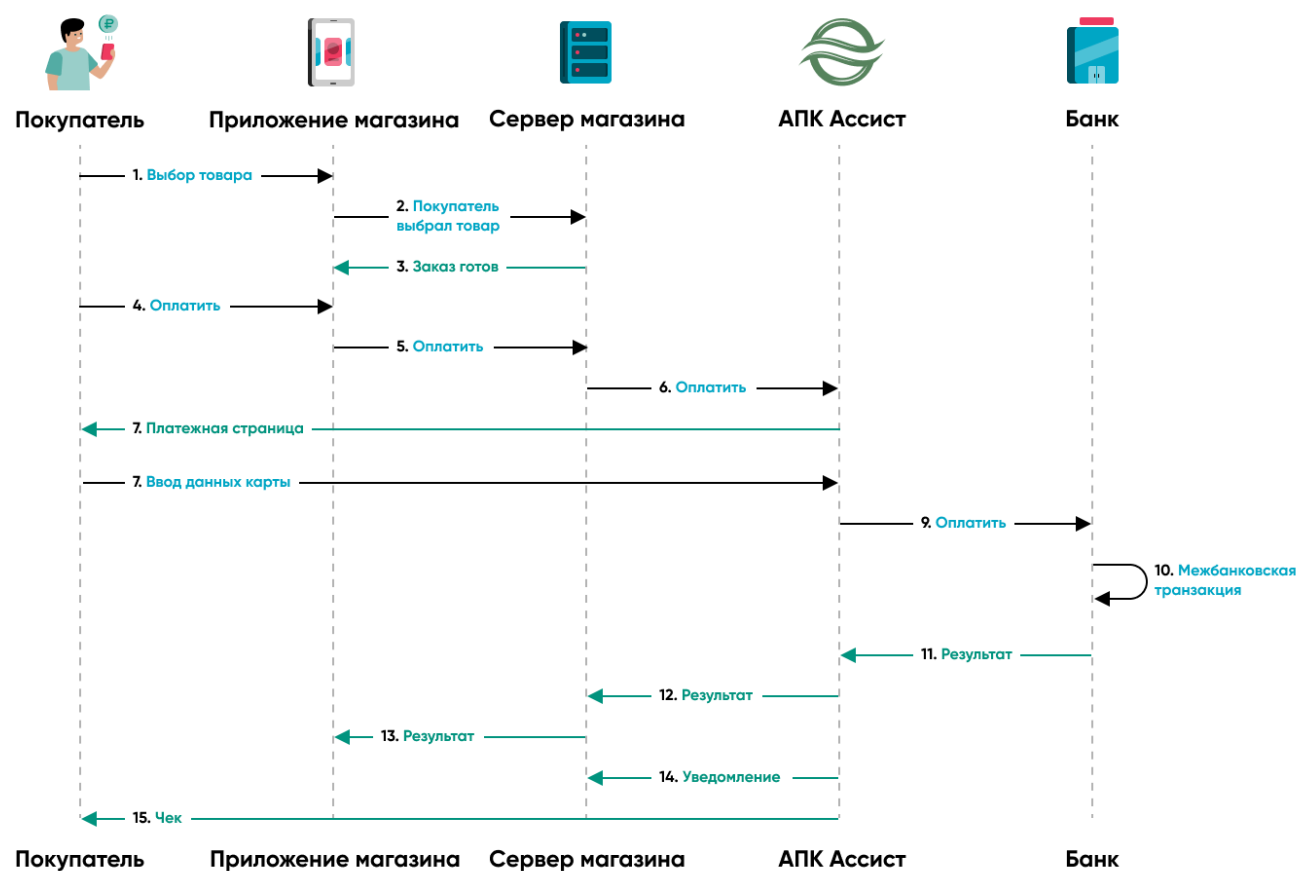 Покупатель
Приложение магазина
Сервер магазина
АПК Ассист
Банк
1. Выбор товара
2. Покупатель
выбрал товар
3. Заказ готов
4. Оплатить
5. Оплатить
6. Оплатить
7. Платежная страница
7. Ввод данных карты
9. Оплатить
10. Межбанковская
транзакция
11. Результат
12. Результат
13. Результат
14. Уведомление
15. Чек
Покупатель
Приложение магазина
Сервер магазина
АПК Ассист
Банк